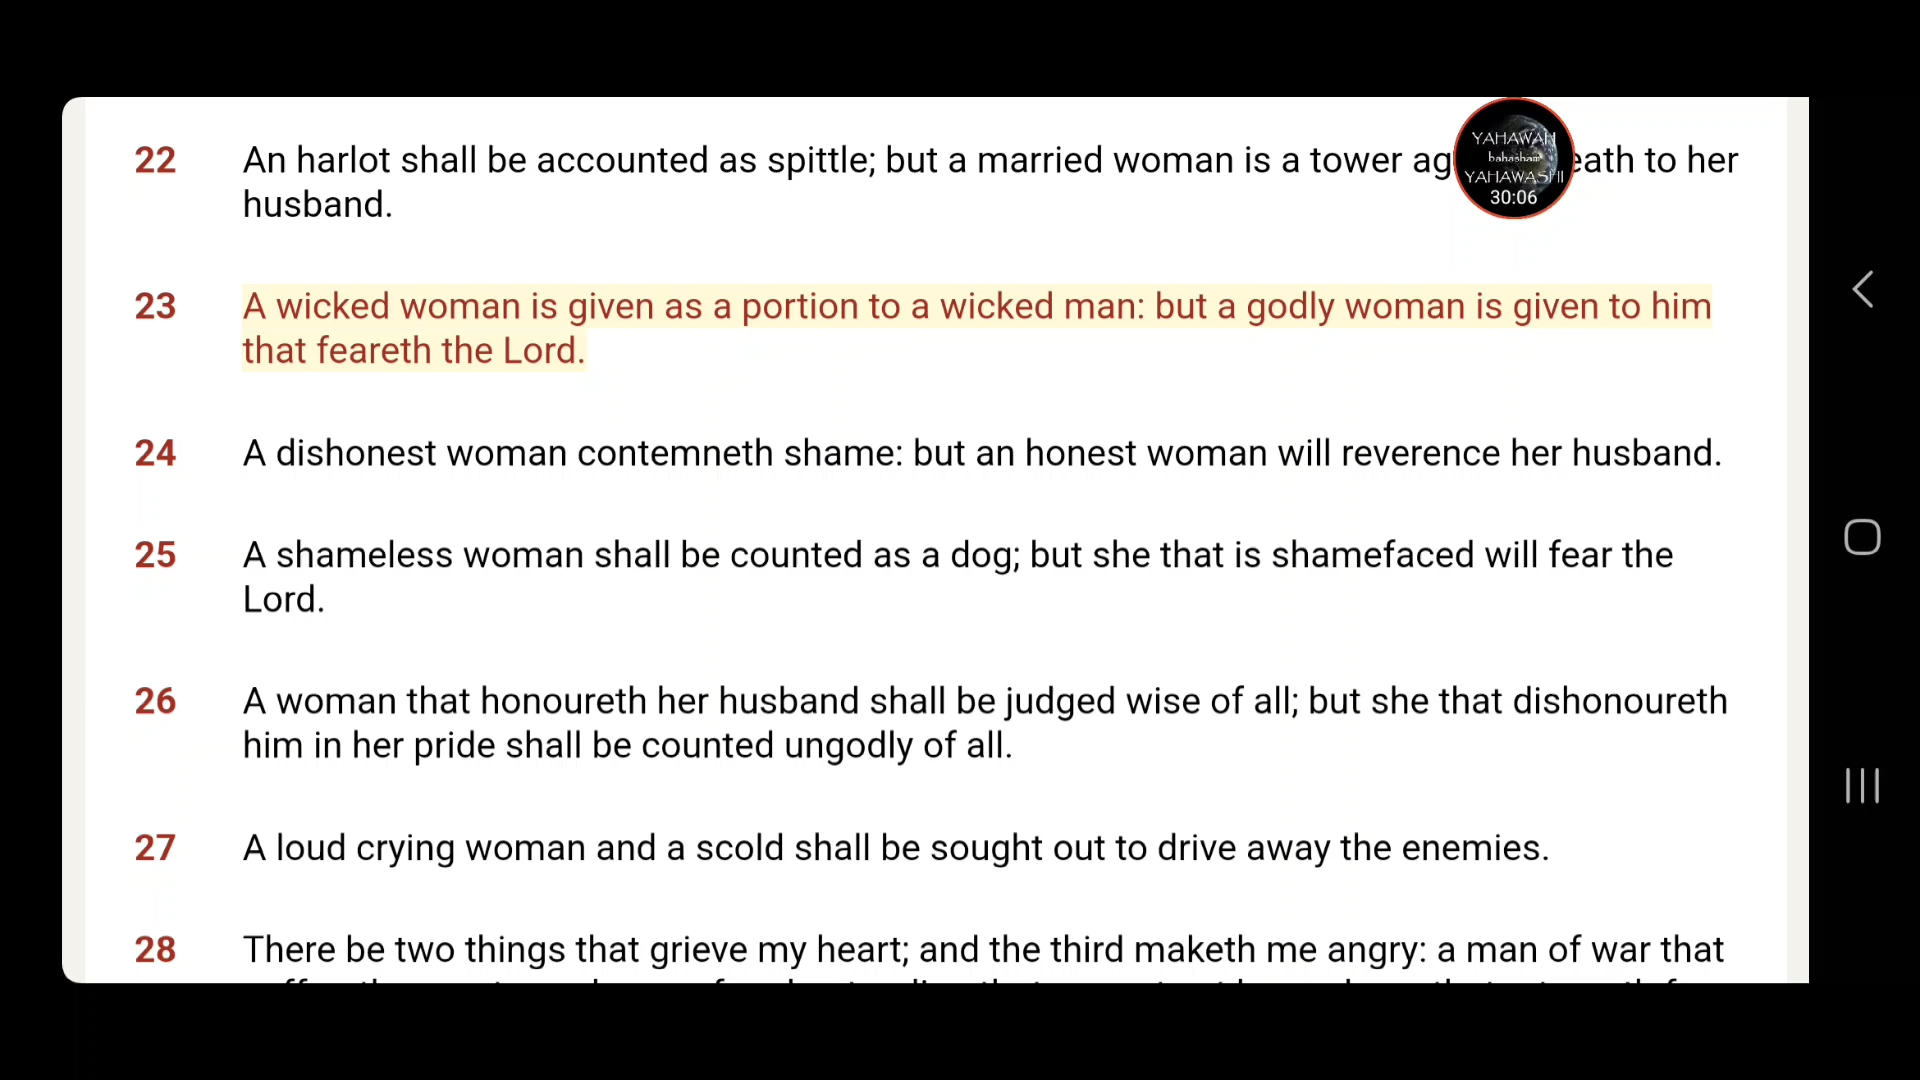 22 An harlot shall be accounted as spittle; but a married woman is a tower ag eath to her
husband.
YAHAWAH
bahasham
YAHAWASHI
30:06
23 A wicked woman is given as a portion to a wicked man: but a godly woman is given to him
that feareth the Lord.
24 A dishonest woman contemneth shame: but an honest woman will reverence her husband.
25 A shameless woman shall be counted as a dog; but she that is shamefaced will fear the
Lord.
26 A woman that honoureth her husband shall be judged wise of all; but she that dishonoureth
him in her pride shall be counted ungodly of all.
27 A loud crying woman and a scold shall be sought out to drive away the enemies.
28 There be two things that grieve my heart; and the third maketh me angry: a man of war that